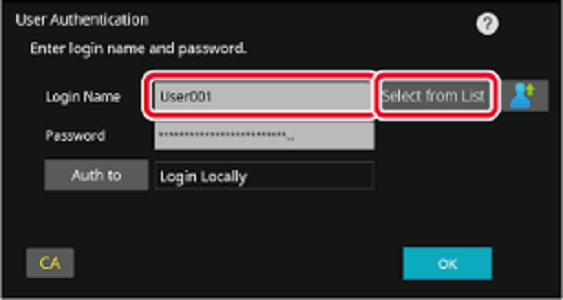 User Authentication
?
Enter login name and password.
Login Name
User001
Select from List
Password
Auth to
Login Locally
CA
OK